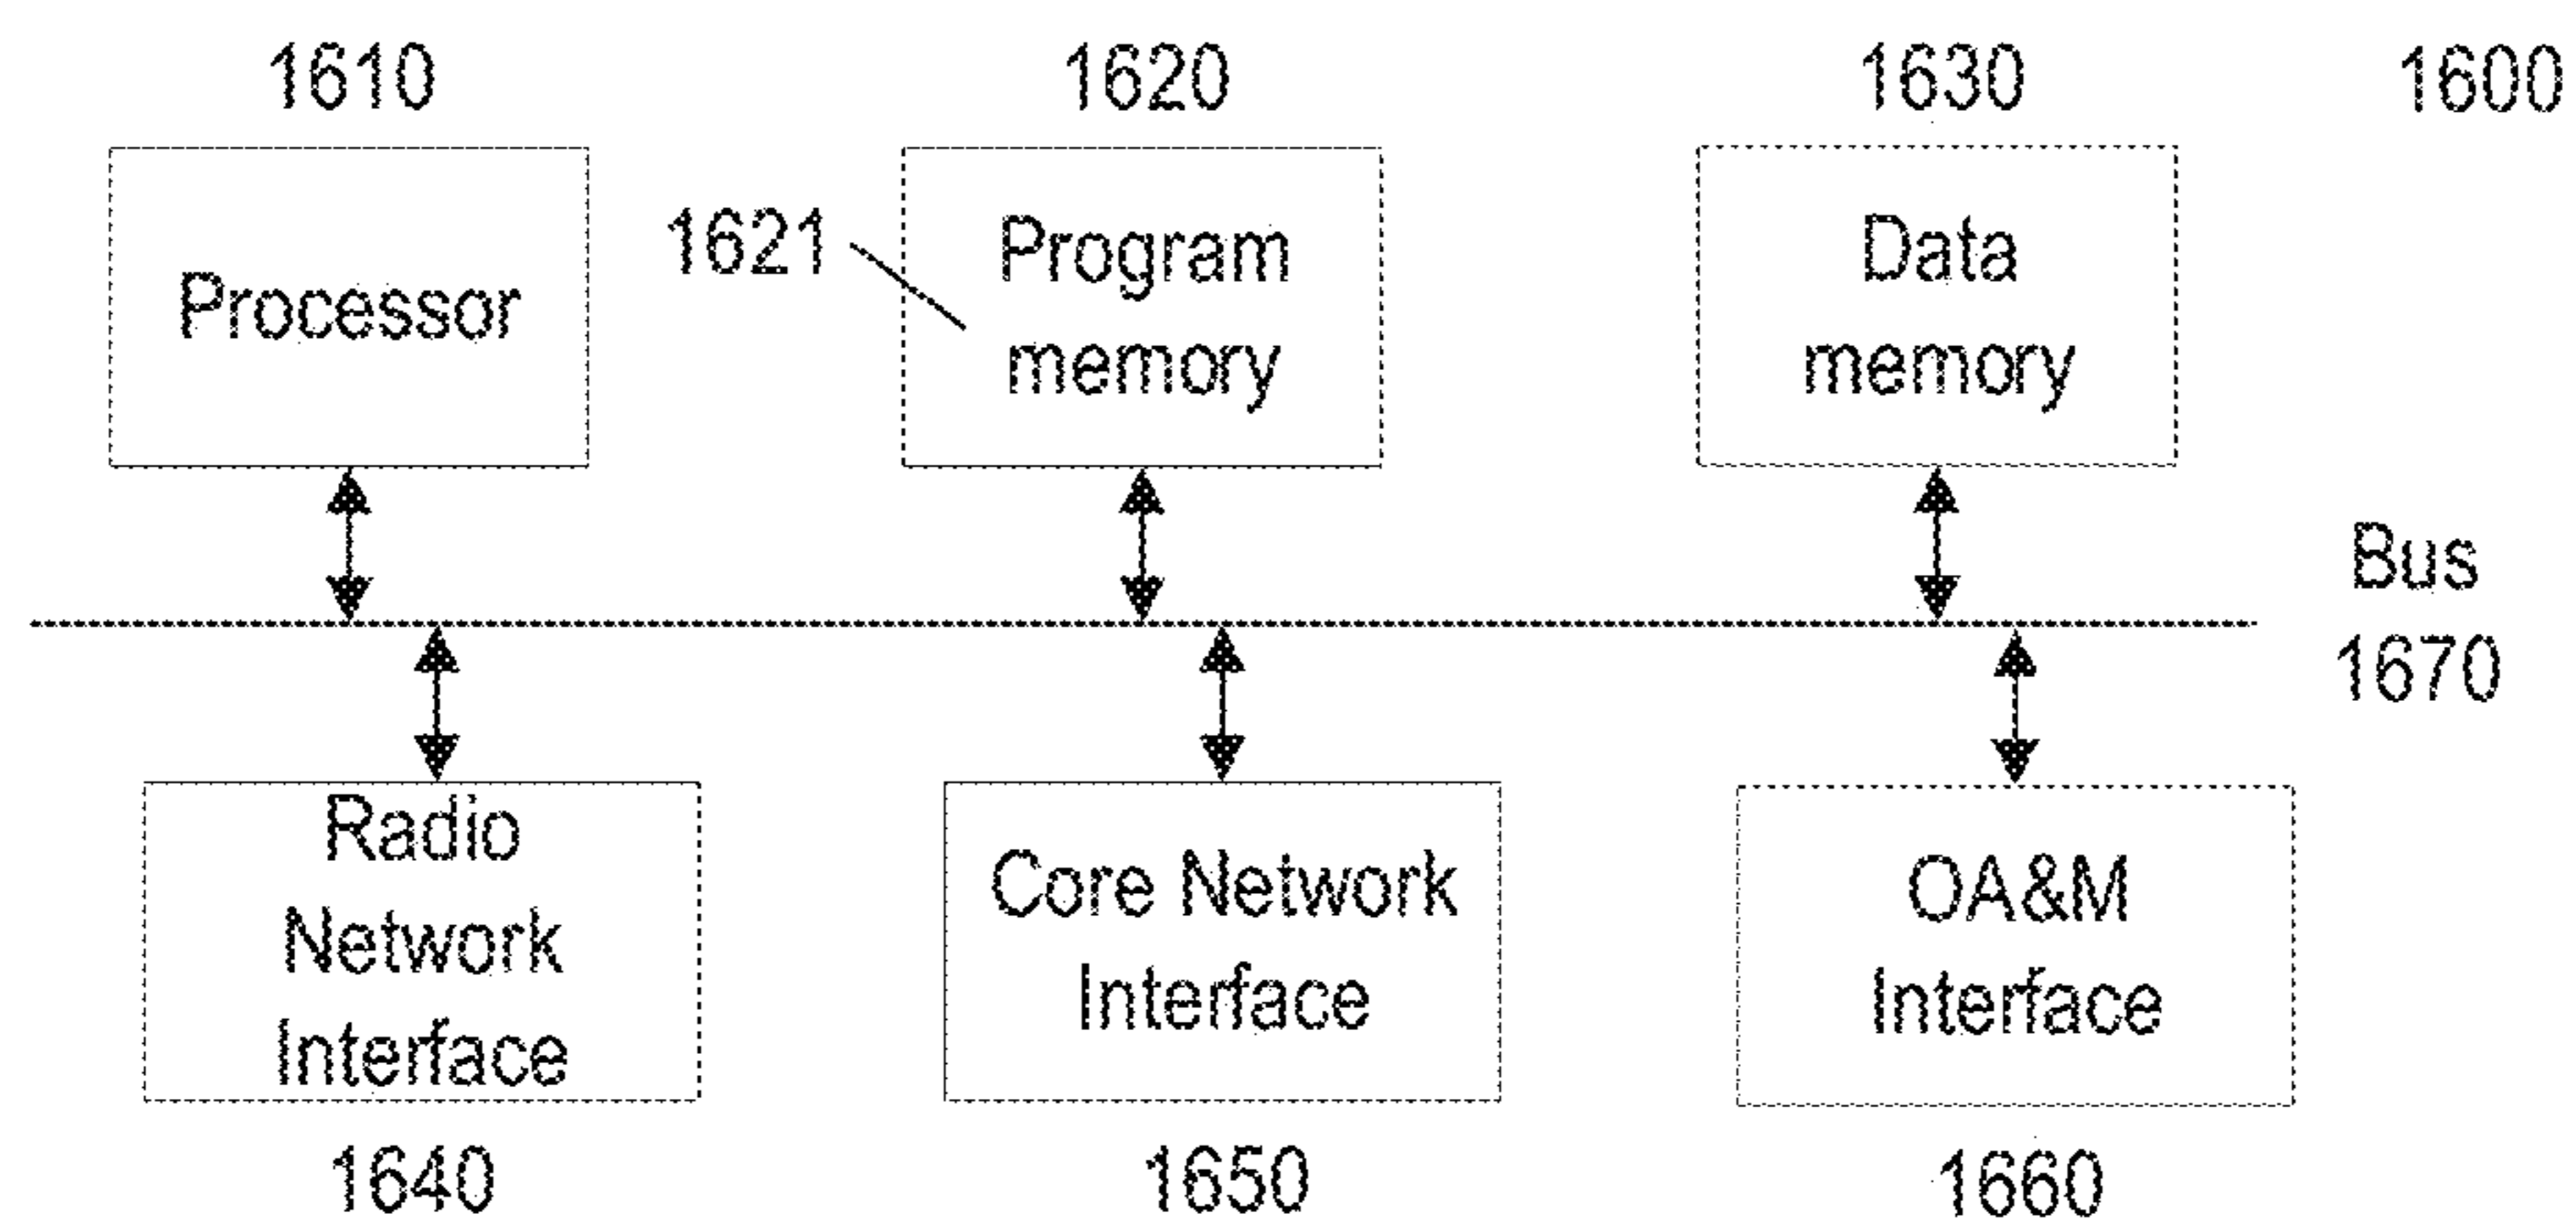 1610
1620
1630
1600
Processor
1621
Program
memory
Data
memory
Bus
1670
Radio
Network
Interface
Core Network
Interface
OA&M
Interface
1640
1650
1660